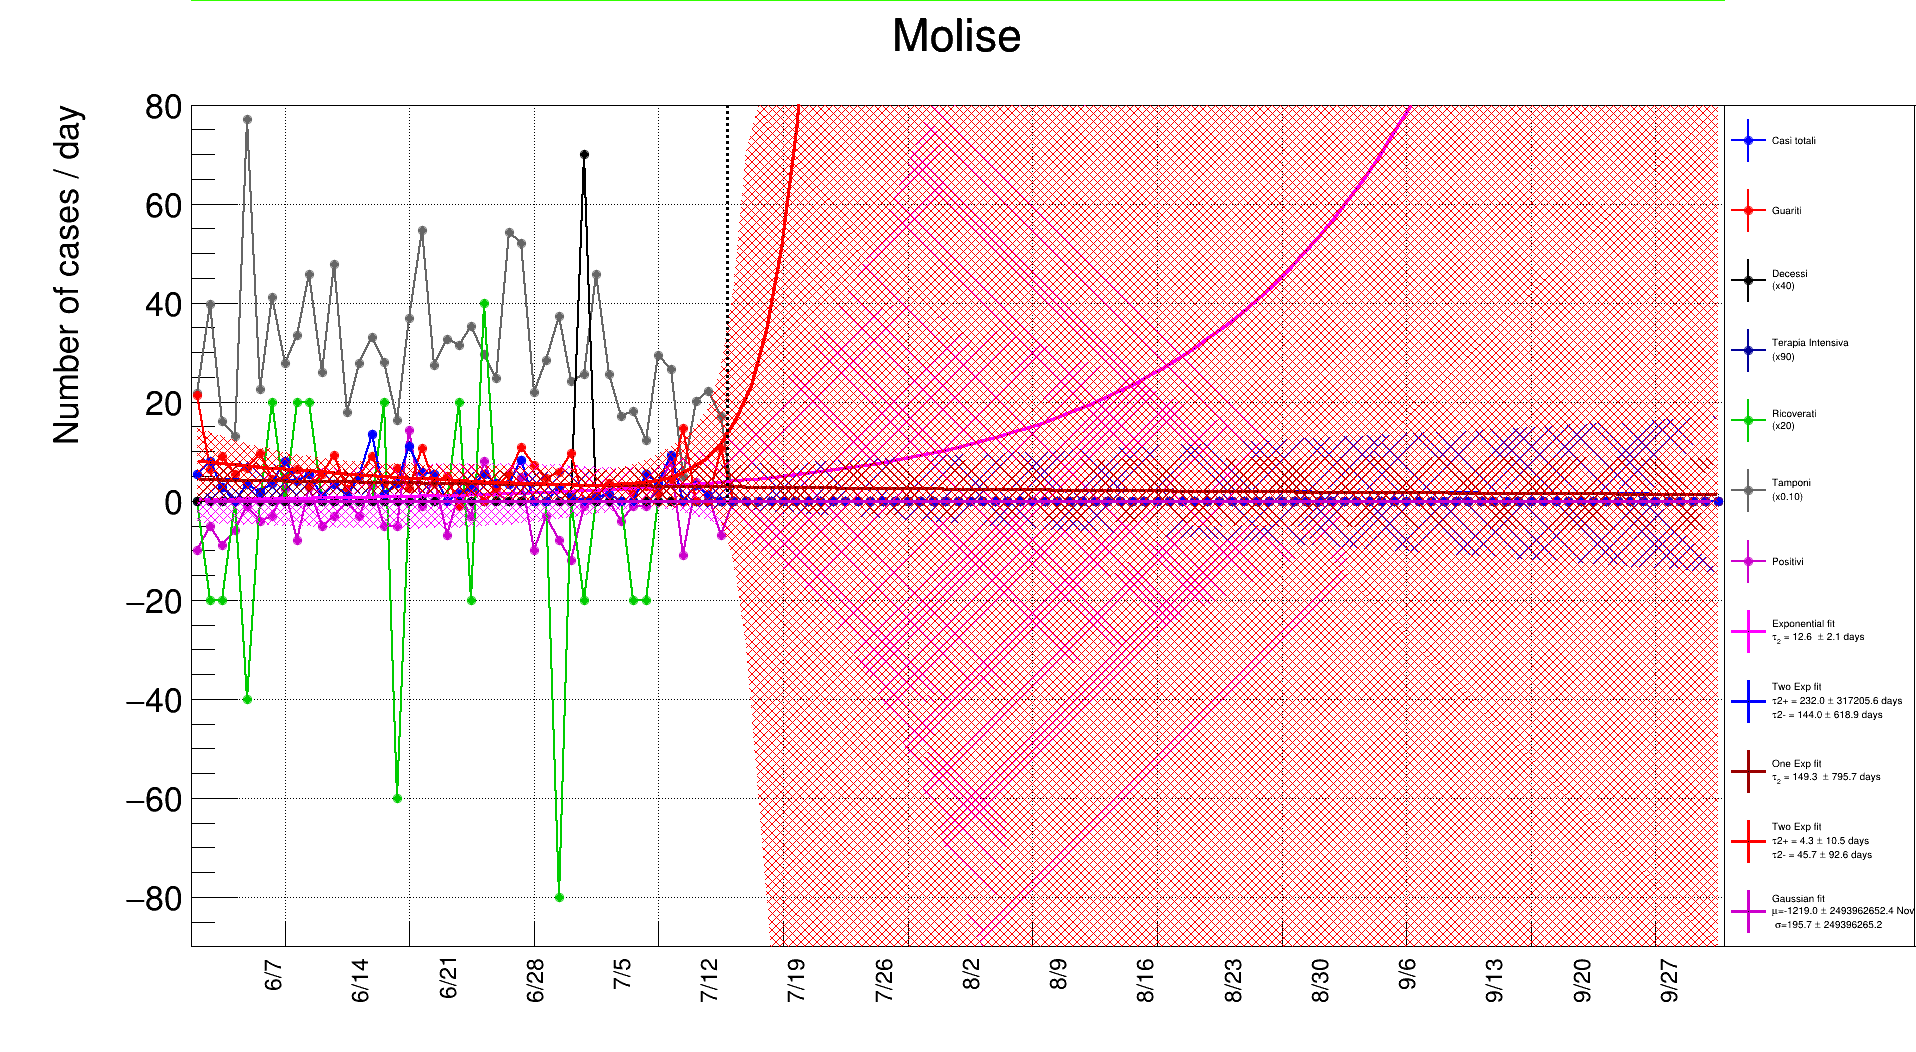 Molise
Number of cases / day
80
60
40
20
0
−20
−40
−60
−80
6/7
6/14
6/21
6/28
7/5
7/12
7/19
7/26
8/2
8/9
8/16
8/23
8/30
9/6
9/13
9/20
9/27
Casi totali
Guariti
Decessi
(x40)
Terapia Intensiva
(x90)
Ricoverati
(x20)
Tamponi
(x0.10)
Positivi
Exponential fit
τ2 = 12.6 ± 2.1 days
Two Exp fit
τ2+ = 232.0 ± 317205.6 days
τ2- = 144.0 ± 618.9 days
One Exp fit
τ2 = 149.3 ± 795.7 days
Two Exp fit
τ2+ = 4.3 ± 10.5 days
τ2- = 45.7 ± 92.6 days
Gaussian fit
μ=-1219.0 ± 2493962652.4 Nov
σ=195.7 ± 249396265.2